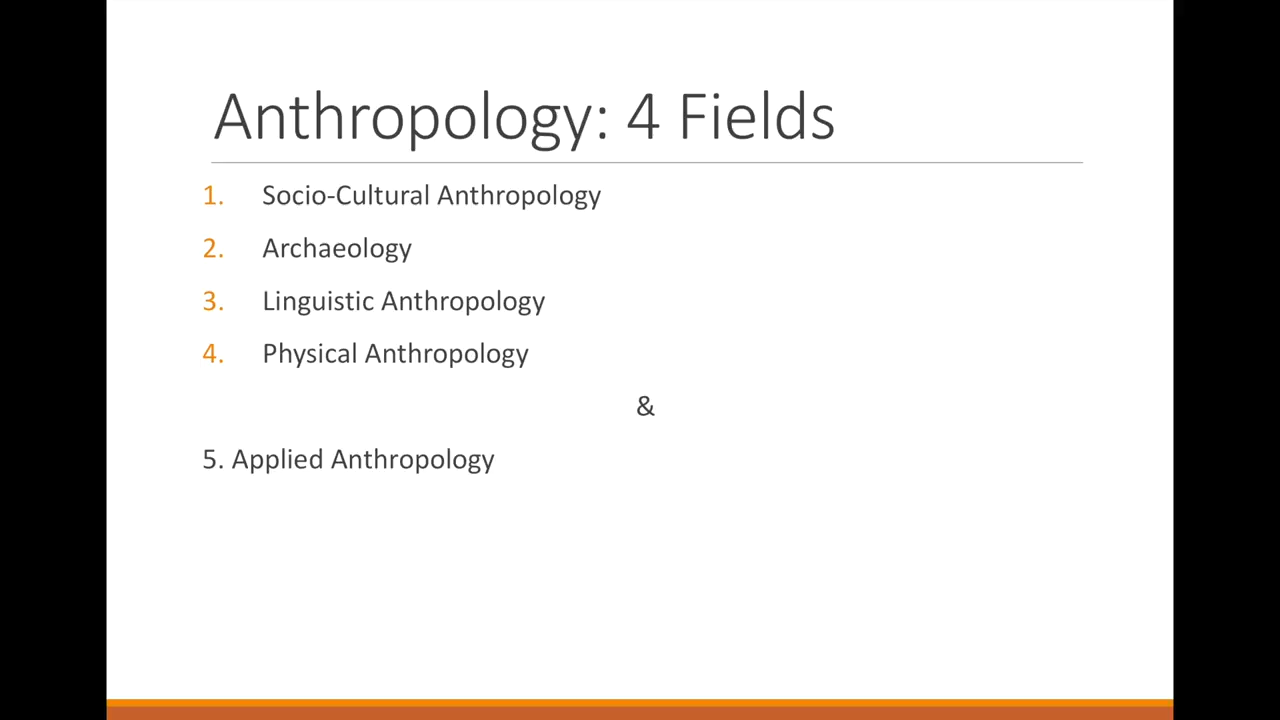 Anthropology: 4 Fields
1. Socio-Cultural Anthropology
2. Archaeology
3. Linguistic Anthropology
4. Physical Anthropology
&
5. Applied Anthropology